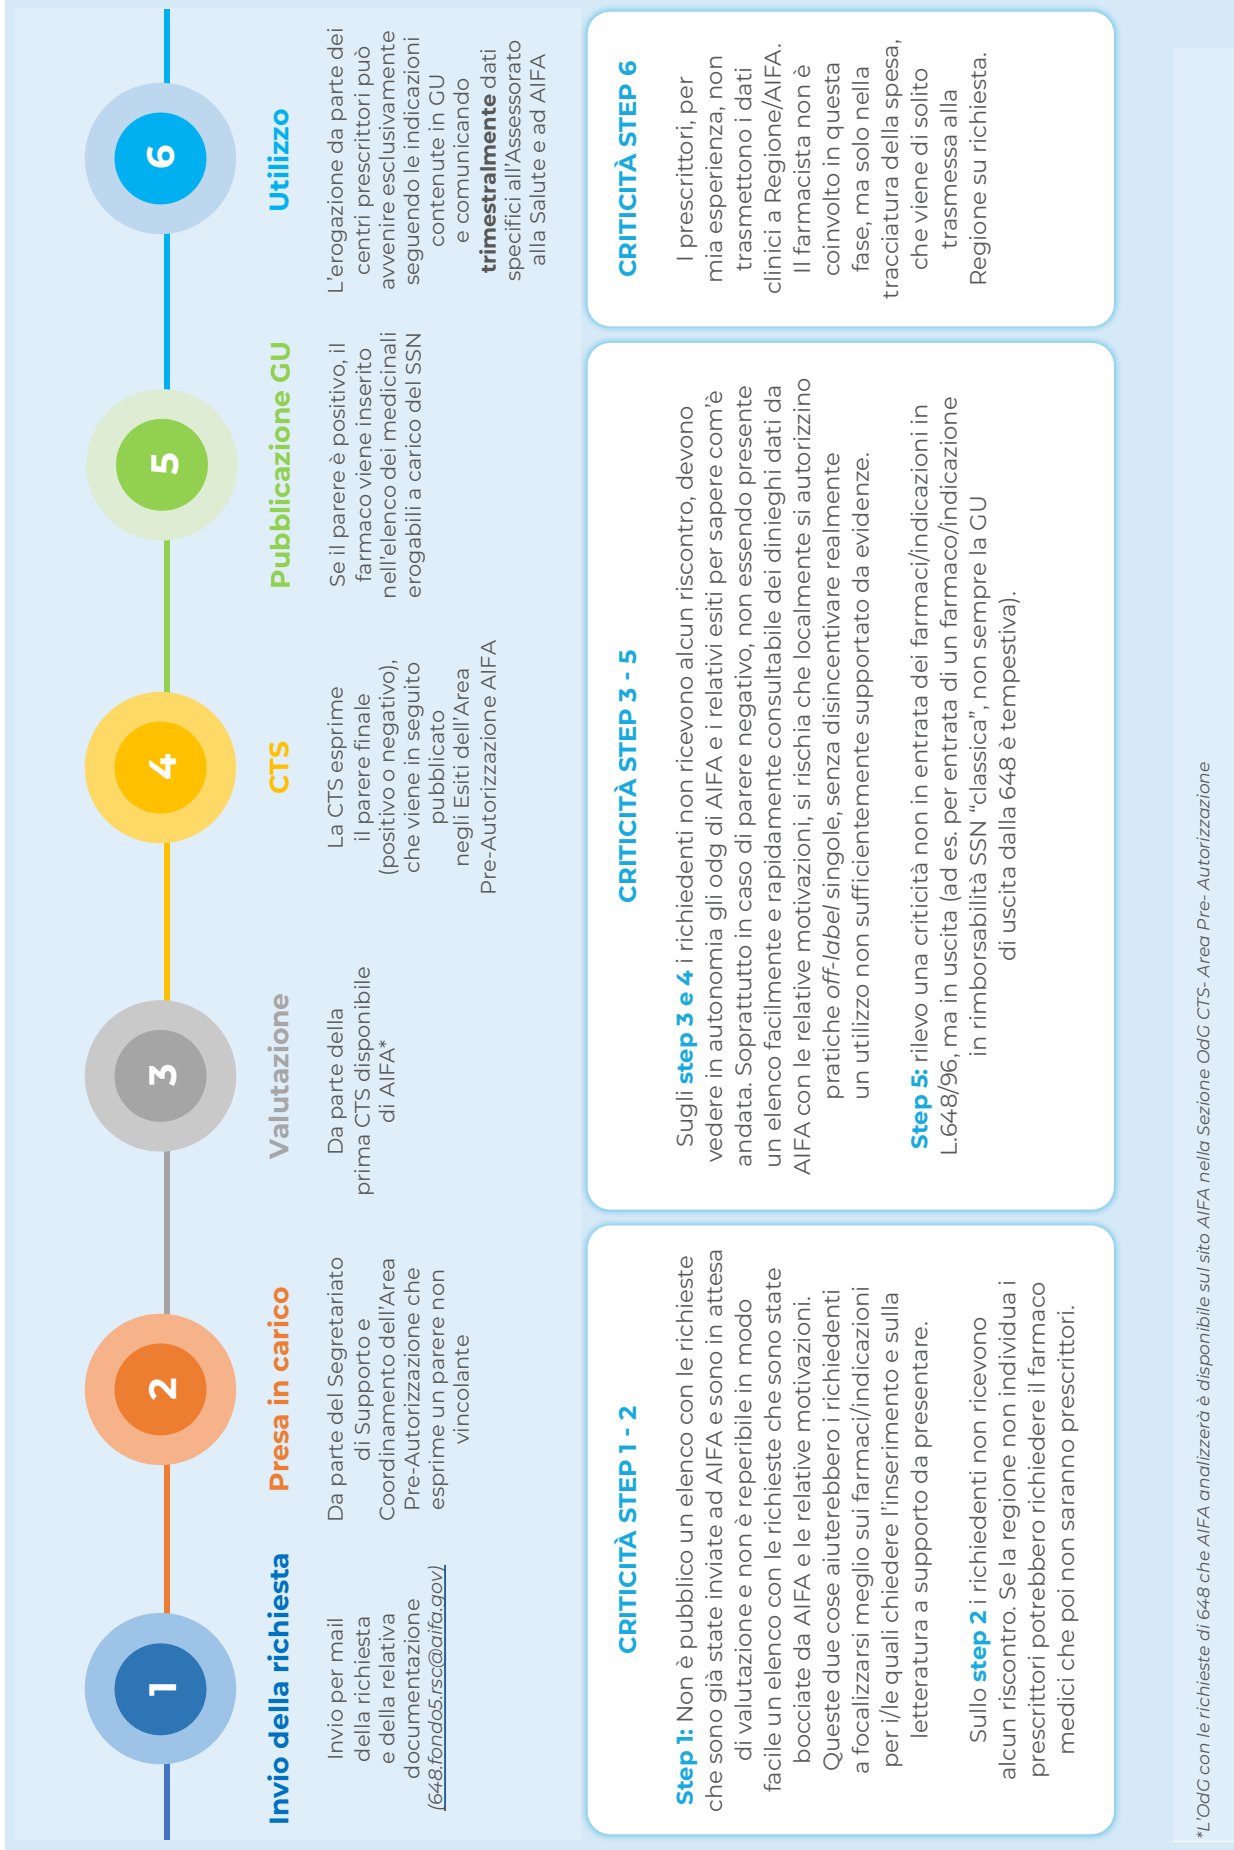 1
Invio della richiesta
Invio per mail
della richiesta
e della relativa
documentazione
(648.fondo5.rsc@aifa.gov)
2
Presa in carico
Da parte del Segretariato
di Supporto e
Coordinamento dell'Area
Pre-Autorizzazione che
esprime un parere non
vincolante
3
Valutazione
Da parte della
prima CTS disponibile
di AIFA*
4
CTS
La CTS esprime
il parere finale
(positivo o negativo),
che viene in seguito
pubblicato
negli Esiti dell'Area
Pre-Autorizzazione AIFA
5
Pubblicazione GU
Se il parere è positivo, il
farmaco viene inserito
nell'elenco dei medicinali
erogabili a carico del SSN
6
Utilizzo
L'erogazione da parte dei
centri prescrittori può
avvenire esclusivamente
seguendo le indicazioni
contenute in GU
e comunicando
trimestralmente dati
specifici all'Assessorato
alla Salute e ad AIFA
CRITICITÀ STEP 1 - 2
Step 1: Non è pubblico un elenco con le richieste
che sono già state inviate ad AIFA e sono in attesa
di valutazione e non è reperibile in modo
facile un elenco con le richieste che sono state
bocciate da AIFA e le relative motivazioni.
Queste due cose aiuterebbero i richiedenti
a focalizzarsi meglio sui farmaci/indicazioni
per i/le quali chiedere l'inserimento e sulla
letteratura a supporto da presentare.
Sullo step 2 i richiedenti non ricevono
alcun riscontro. Se la regione non individua i
prescrittori potrebbero richiedere il farmaco
medici che poi non saranno prescrittori.
CRITICITÀ STEP 3 - 5
Sugli step 3 e 4 i richiedenti non ricevono alcun riscontro, devono
vedere in autonomia gli odg di AIFA e i relativi esiti per sapere com'è
andata. Soprattutto in caso di parere negativo, non essendo presente
un elenco facilmente e rapidamente consultabile dei dinieghi dati da
AIFA con le relative motivazioni, si rischia che localmente si autorizzino
pratiche off-label singole, senza disincentivare realmente
un utilizzo non sufficientemente supportato da evidenze.
Step 5: rilevo una criticità non in entrata dei farmaci/indicazioni in
L.648/96, ma in uscita (ad es. per entrata di un farmaco/indicazione
in rimborsabilità SSN “classica”, non sempre la GU
di uscita dalla 648 è tempestiva).
CRITICITÀ STEP 6
I prescrittori, per
mia esperienza, non
trasmettono i dati
clinici a Regione/AIFA.
Il farmacista non è
coinvolto in questa
fase, ma solo nella
tracciatura della spesa,
che viene di solito
trasmessa alla
Regione su richiesta.
*L'OdG con le richieste di 648 che AIFA analizzerà è disponibile sul sito AIFA nella Sezione OdG CTS- Area Pre- Autorizzazione